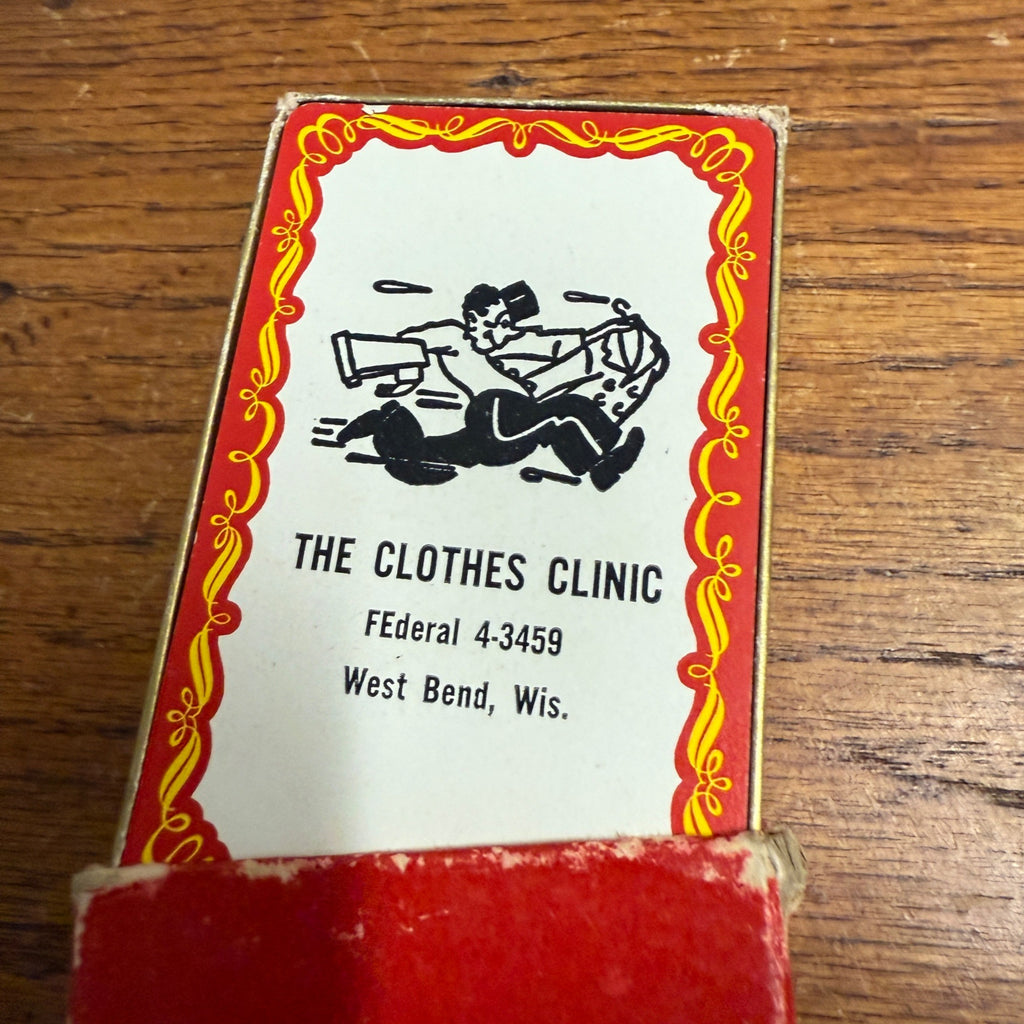 THE CLOTHES CLINIC
FEderal 4-3459
West Bend, Wis.